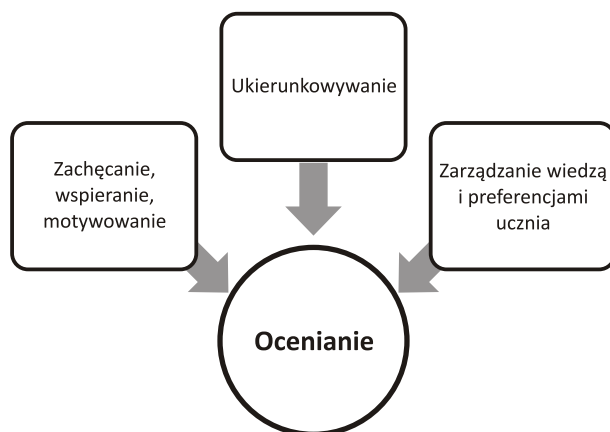 Ukierunkowywanie
Zachęcanie,
wspieranie,
motywowanie
Zarządzanie wiedzą
i preferencjami
ucznia
Ocenianie